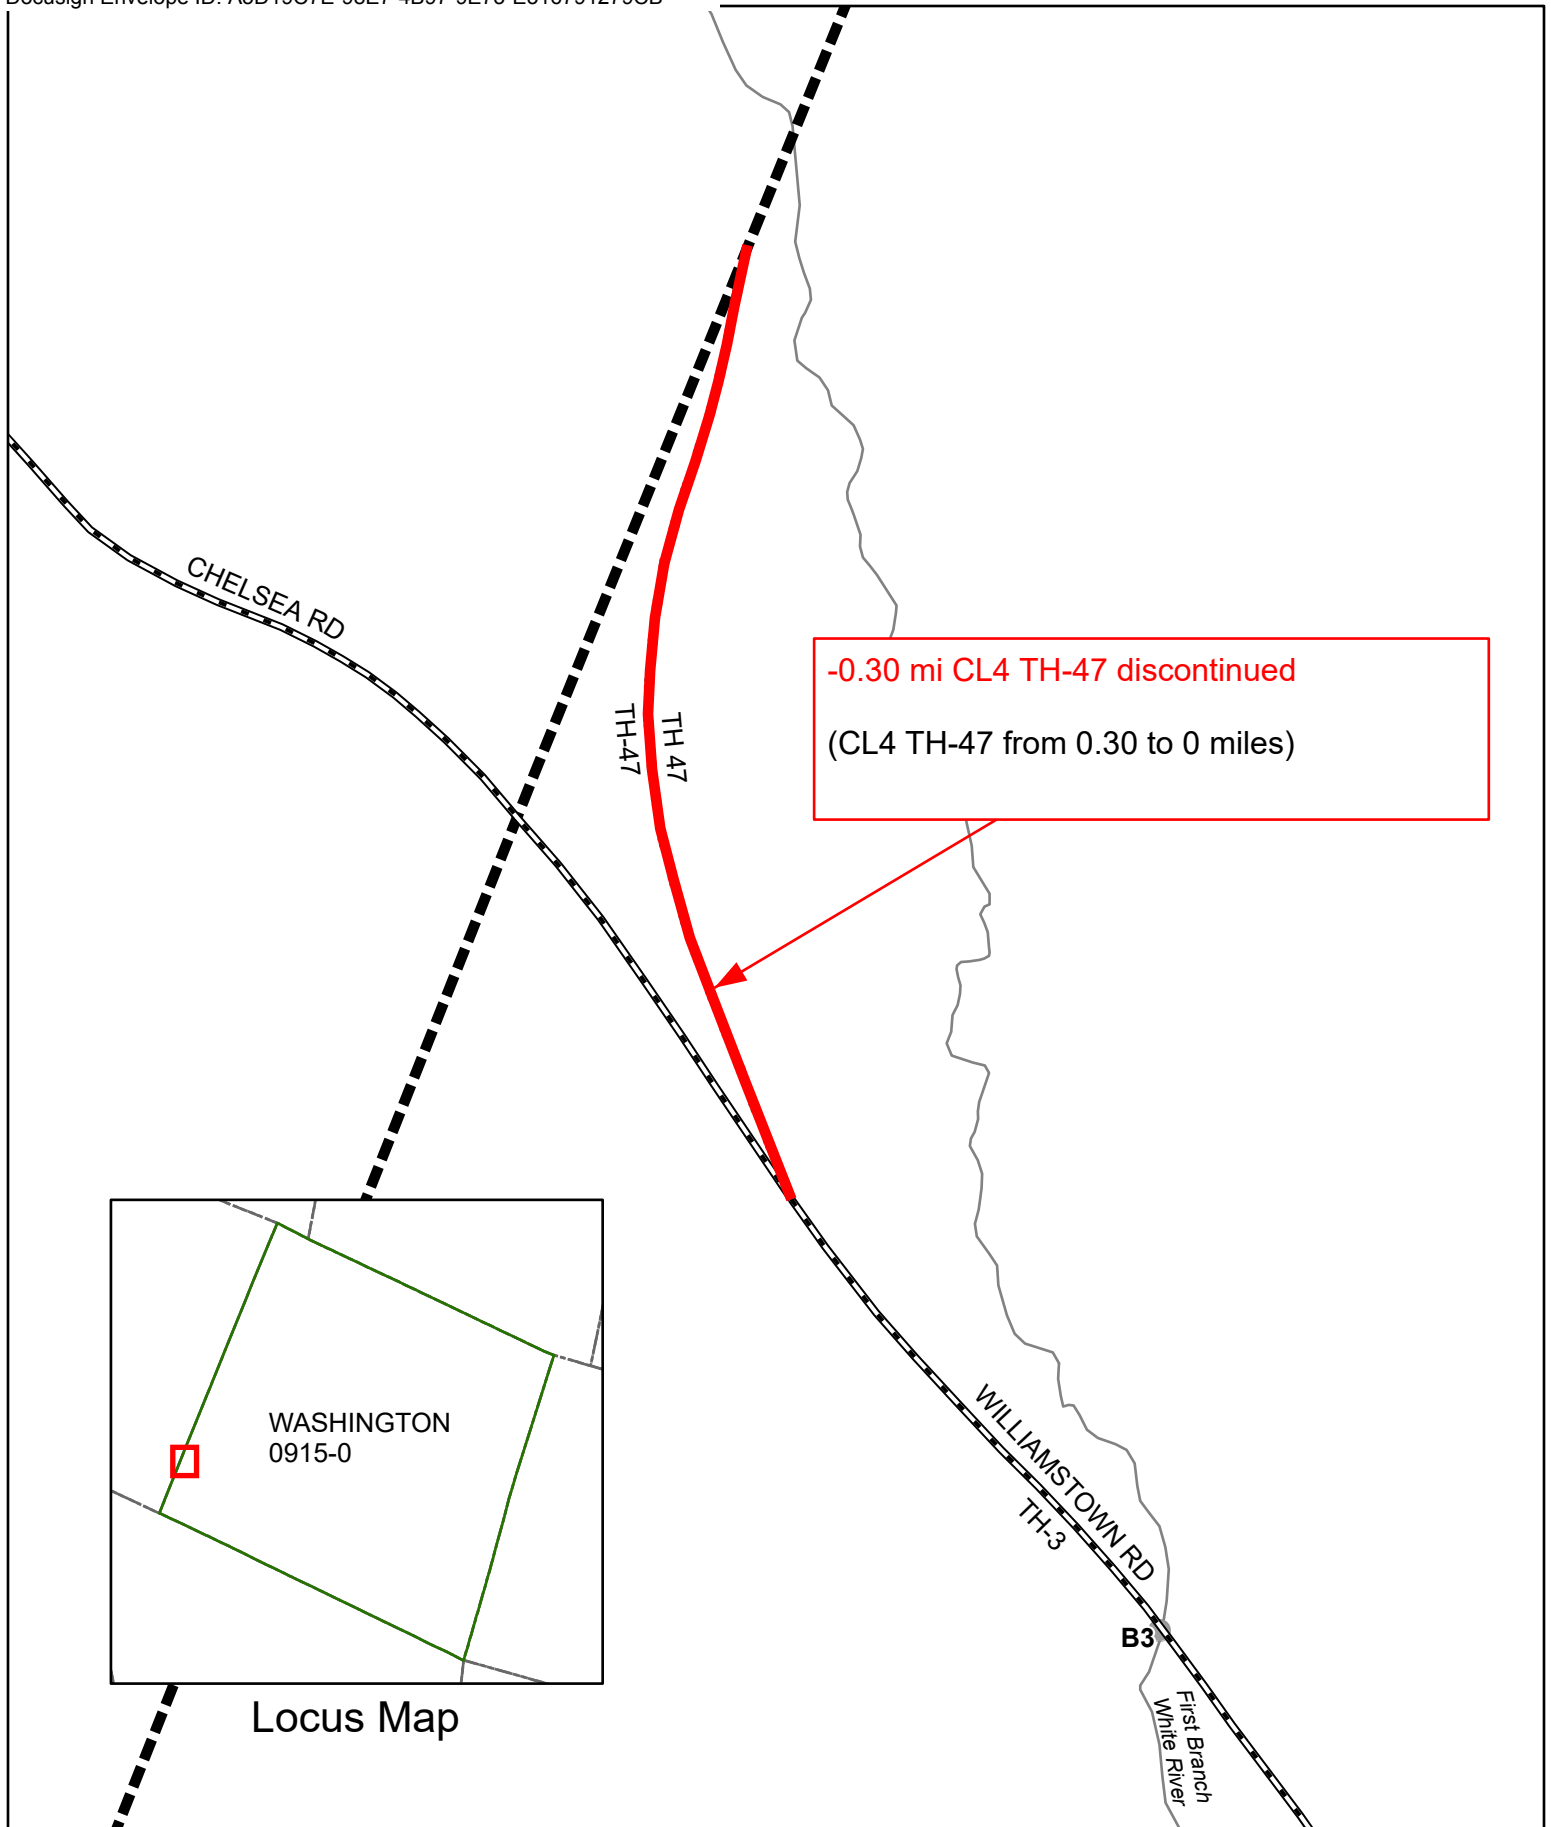 CHELSEA RD
-0.30 mi CL4 TH-47 discontinued
(CL4 TH-47 from 0.30 to 0 miles)
TH-47
TH 47
WASHINGTON
0915-0
WILLIAMSTOWN RD
TH-3
B3
First Branch
White River
Locus Map